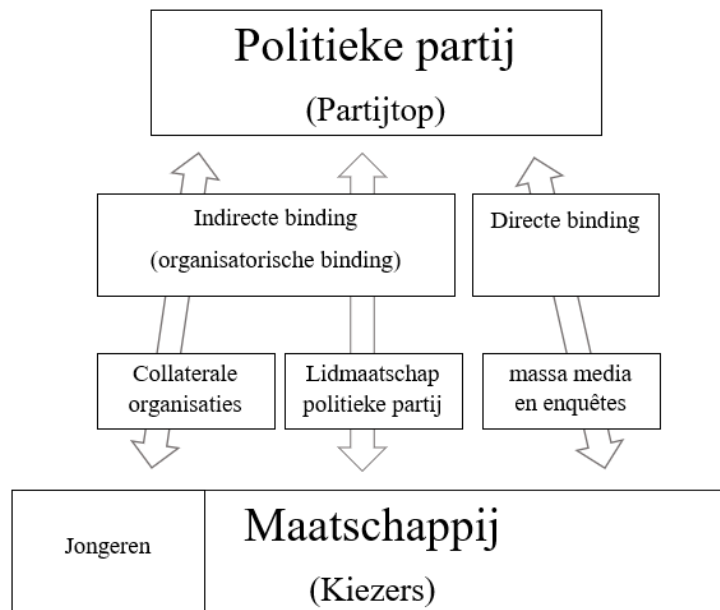 Politieke partij
(Partijtop)
Indirecte binding
(organisatorische binding)
Directe binding
Collaterale
organisaties
Lidmaatschap
politieke partij
massa media
en enquêtes
Jongeren
Maatschappij
(Kiezers)